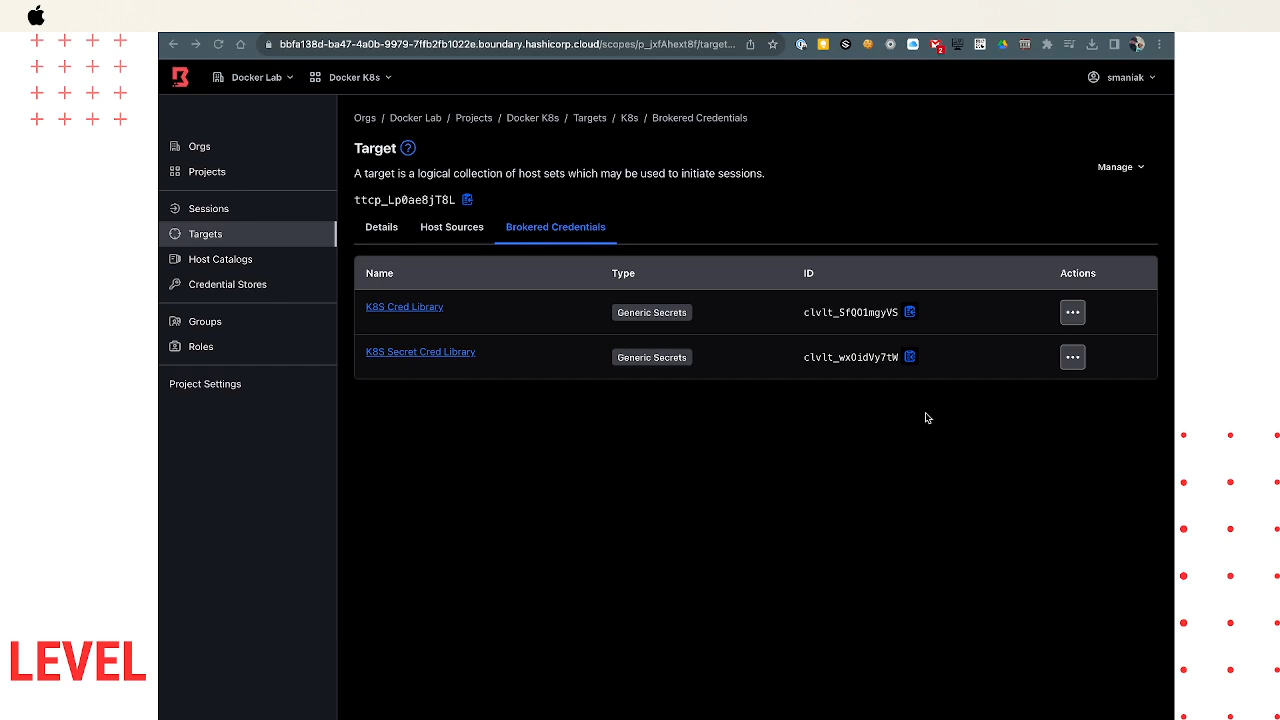 bbfa138d-ba47-4a0b-9979-7ffb2fb1022e.boundary.hashicorp.cloud/scopes/p_jxfAhext8f/target...
2
Docker Lab
Docker K8s
smaniak
Orgs / Docker Lab / Projects / Docker K8s / Targets / K8s / Brokered Credentials
Target ?
Manage
A target is a logical collection of host sets which may be used to initiate sessions.
ttcp_Lp0ae8jT8L
Details
Host Sources
Brokered Credentials
Orgs
Projects
Sessions
Targets
Host Catalogs
Credential Stores
Groups
Roles
Project Settings
Name Type ID Actions
K8S Cred Library Generic Secrets clvlt_SfQO1mgyVS
K8S Secret Cred Library Generic Secrets clvlt_wxOidVy7tW
LEVEL